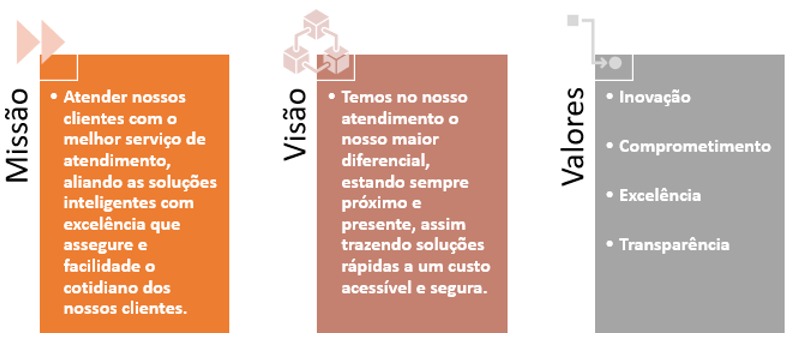 Missão
• Atender nossos
clientes com o
melhor serviço de
atendimento,
aliando as soluções
inteligentes com
excelência que
assegure e
facilidade o
cotidiano dos
nossos clientes.
Visão
• Temos no nosso
atendimento o
nosso maior
diferencial,
estando sempre
próximo e
presente, assim
trazendo soluções
rápidas a um custo
acessível e segura.
Valores
• Inovação
• Comprometimento
• Excelência
• Transparência